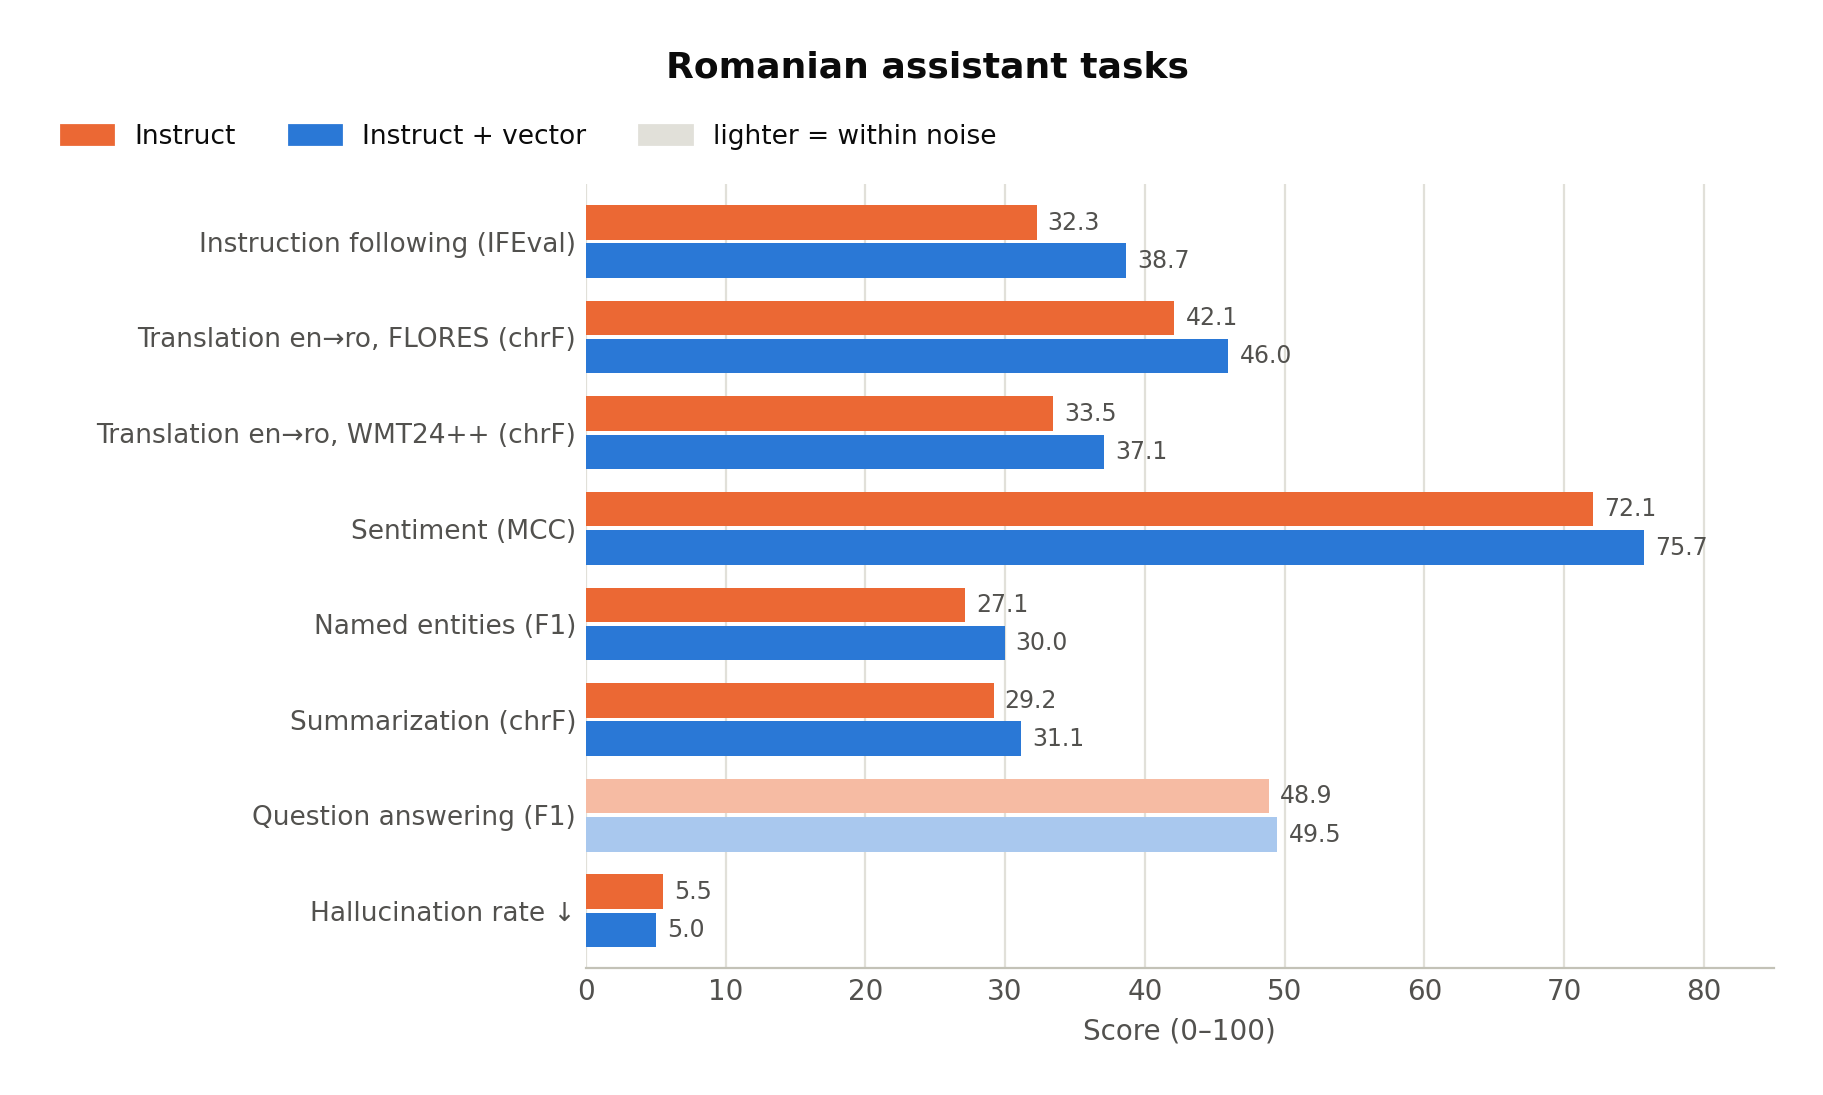 Romanian assistant tasks
Instruct
Instruct + vector
lighter = within noise
Instruction following (IFEval)
32.3
38.7
Translation en→ro, FLORES (chrF)
42.1
46.0
Translation en→ro, WMT24++ (chrF)
33.5
37.1
Sentiment (MCC)
72.1
75.7
Named entities (F1)
27.1
30.0
Summarization (chrF)
29.2
31.1
Question answering (F1)
48.9
49.5
Hallucination rate ↓
5.5
5.0
0 10 20 30 40 50 60 70 80
Score (0–100)